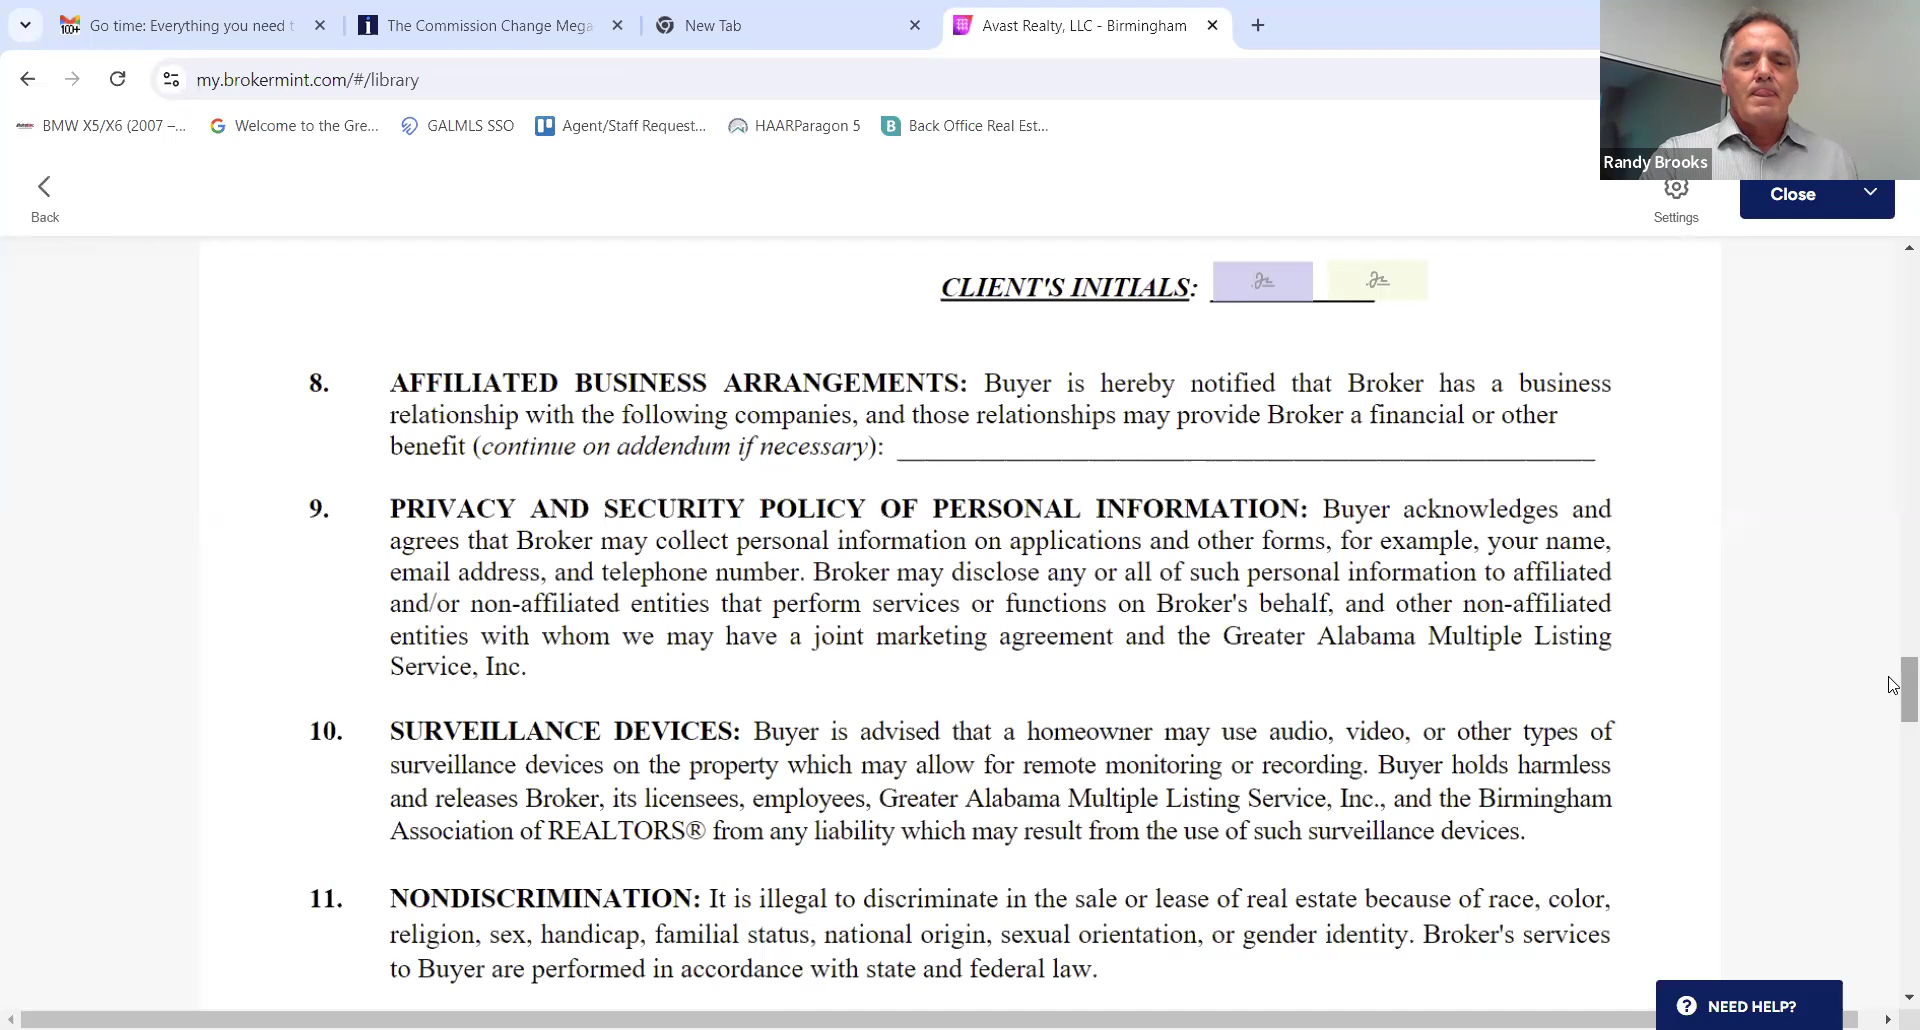 100+
Go time: Everything you need t
The Commission Change Mega
New Tab
Avast Realty, LLC - Birmingham
my.brokermint.com/#/library
BMW X5/X6 (2007 –...
Welcome to the Gre...
GALMLS SSO
Agent/Staff Request...
HAARParagon 5
B
Back Office Real Est...
Randy Brooks
Back
Settings
Close
CLIENT'S INITIALS:
8. AFFILIATED BUSINESS ARRANGEMENTS: Buyer is hereby notified that Broker has a business
relationship with the following companies, and those relationships may provide Broker a financial or other
benefit (continue on addendum if necessary):
9. PRIVACY AND SECURITY POLICY OF PERSONAL INFORMATION: Buyer acknowledges and
agrees that Broker may collect personal information on applications and other forms, for example, your name,
email address, and telephone number. Broker may disclose any or all of such personal information to affiliated
and/or non-affiliated entities that perform services or functions on Broker's behalf, and other non-affiliated
entities with whom we may have a joint marketing agreement and the Greater Alabama Multiple Listing
Service, Inc.
10. SURVEILLANCE DEVICES: Buyer is advised that a homeowner may use audio, video, or other types of
surveillance devices on the property which may allow for remote monitoring or recording. Buyer holds harmless
and releases Broker, its licensees, employees, Greater Alabama Multiple Listing Service, Inc., and the Birmingham
Association of REALTORS® from any liability which may result from the use of such surveillance devices.
11. NONDISCRIMINATION: It is illegal to discriminate in the sale or lease of real estate because of race, color,
religion, sex, handicap, familial status, national origin, sexual orientation, or gender identity. Broker's services
to Buyer are performed in accordance with state and federal law.
? NEED HELP?